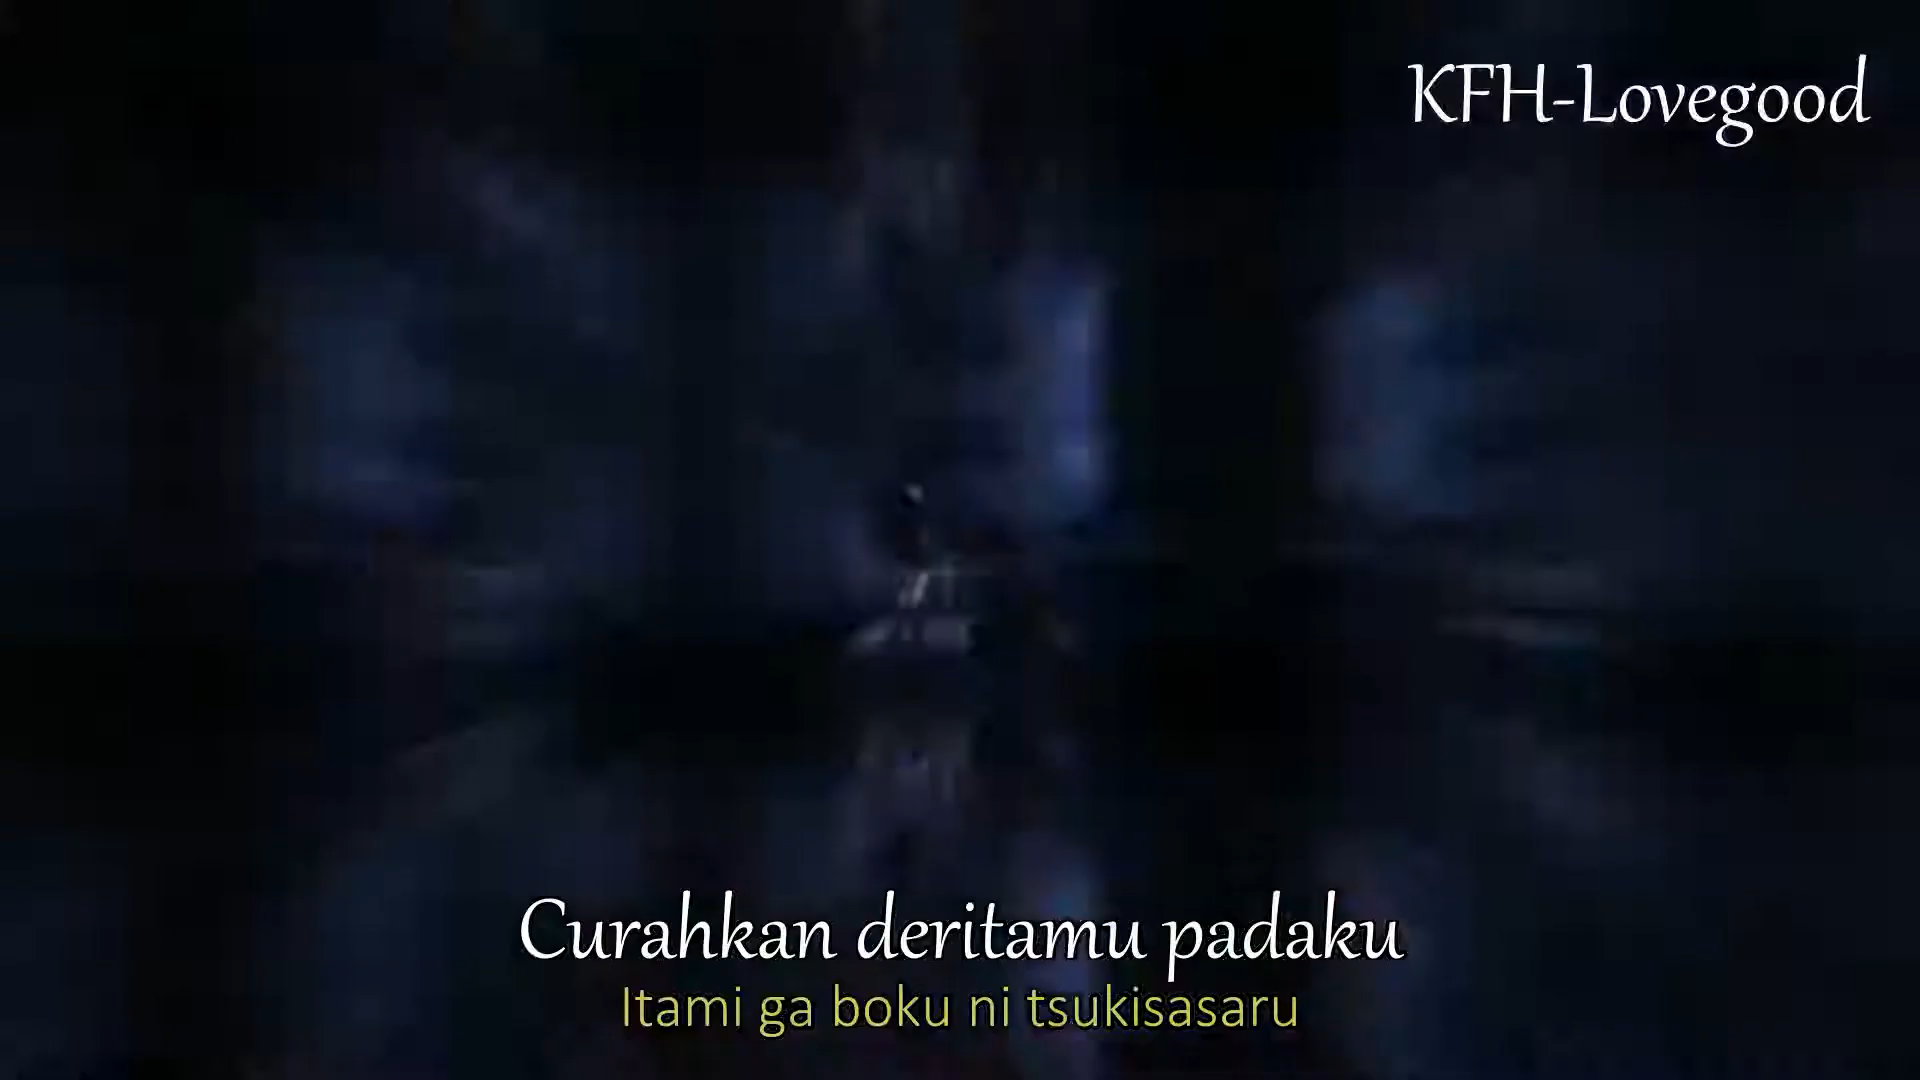 KFH-Lovegood
Curahkan deritamu padaku
Itami ga boku ni tsukisasaru